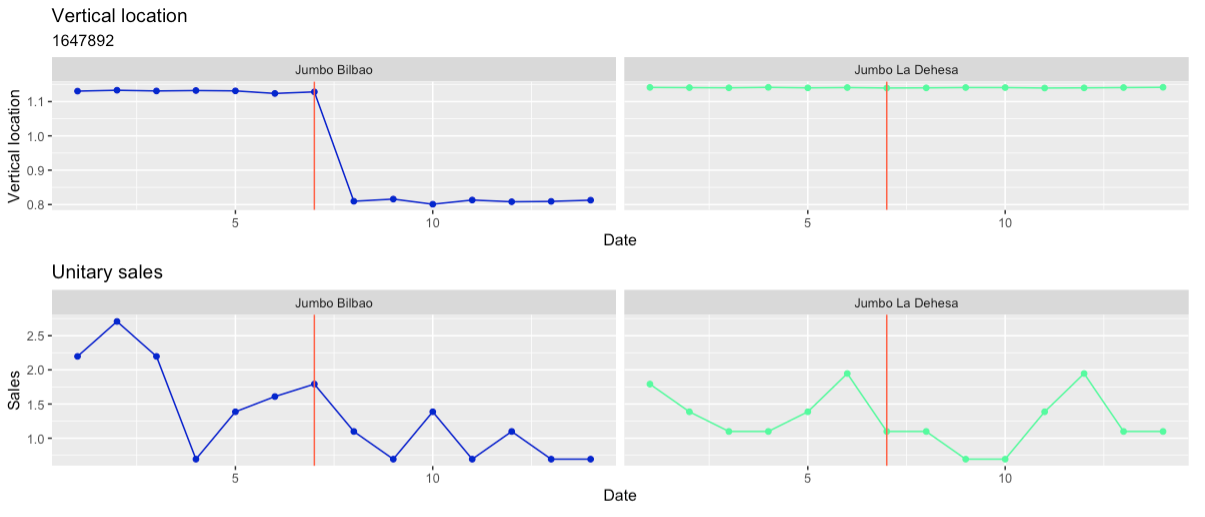 Vertical location
1647892
Jumbo Bilbao Jumbo La Dehesa
Vertical location
1.1
1.0
0.9
0.8
5 10 5 10
Date
Unitary sales
Jumbo Bilbao Jumbo La Dehesa
Sales
2.5
2.0
1.5
1.0
5 10 5 10
Date